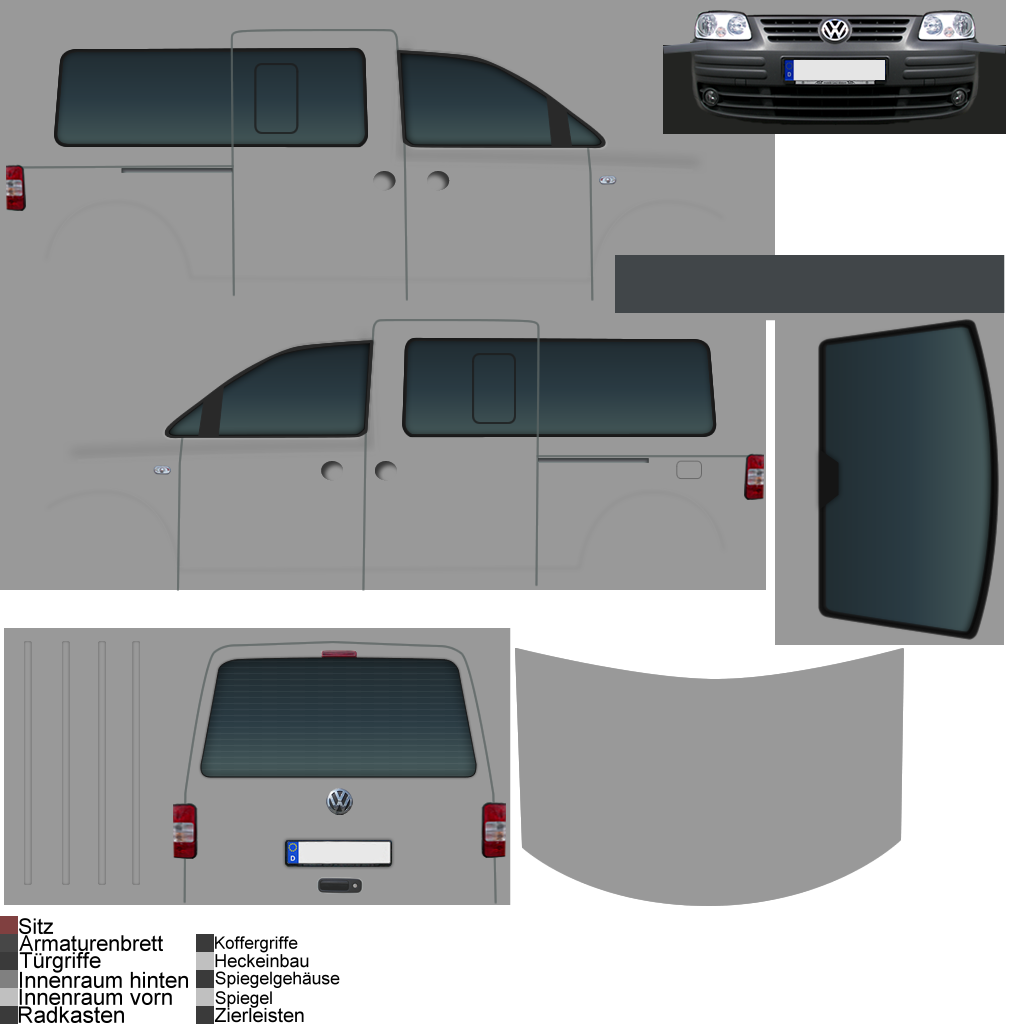 D
D
Sitz
Armaturenbrett
Türgriffe
Innenraum hinten
Innenraum vorn
Radkasten
Koffergriffe
Heckeinbau
Spiegelgehäuse
Spiegel
Zierleisten